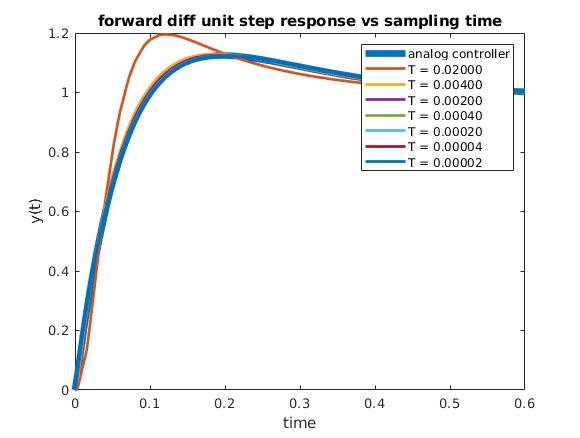 forward diff unit step response vs sampling time
1.2
1
0.8
0.6
0.4
0.2
0
y(t)
analog controller
T = 0.02000
T = 0.00400
T = 0.00200
T = 0.00040
T = 0.00020
T = 0.00004
T = 0.00002
0 0.1 0.2 0.3 0.4 0.5 0.6
time